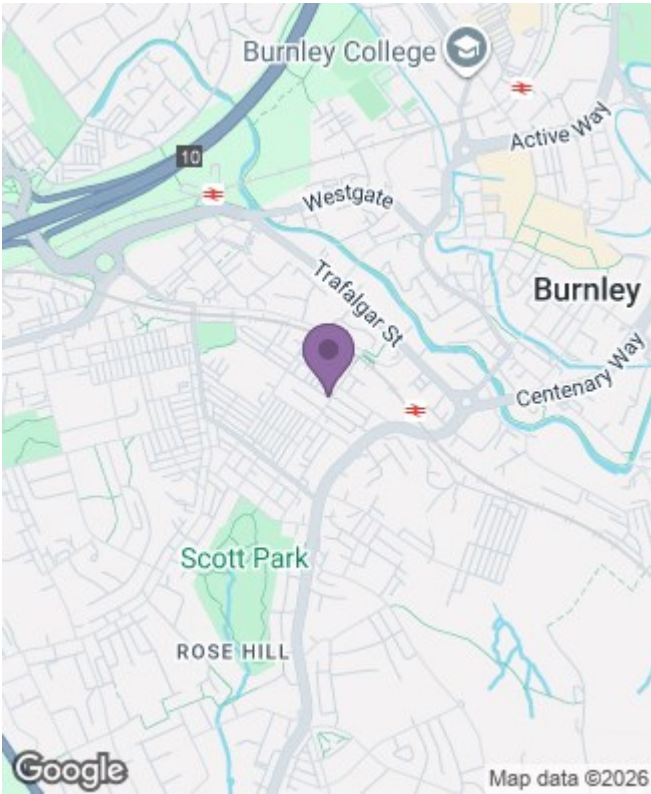 Burnley College
Active Way
10
Westgate
Trafalgar St
Burnley
Centenary Way
Scott Park
ROSE HILL
Google
Map data ©2026